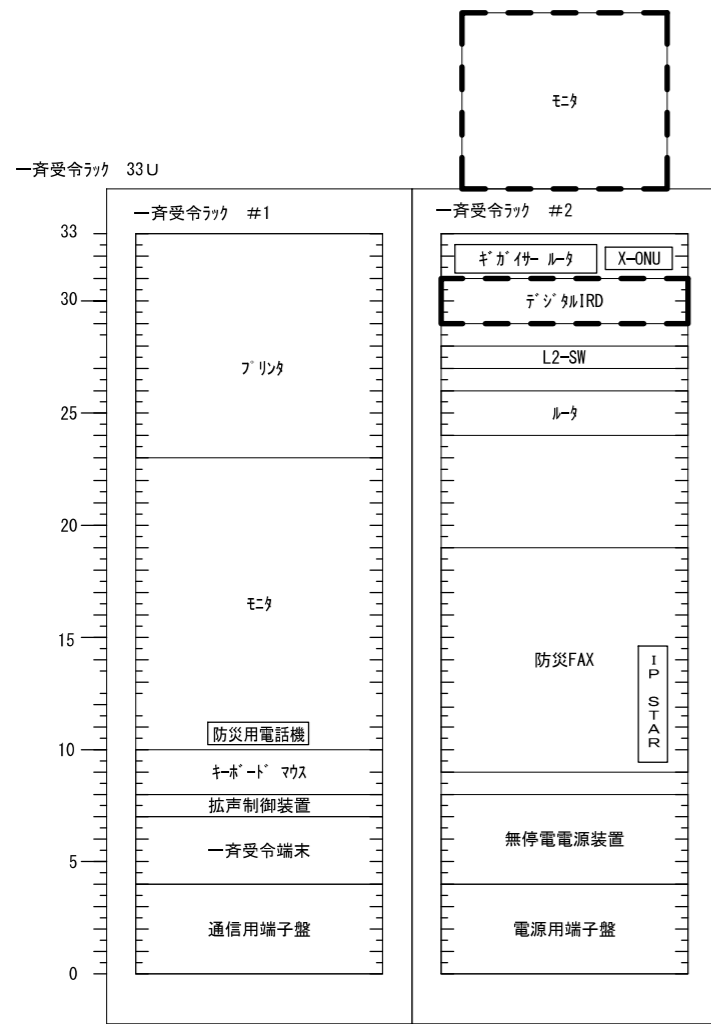 モニタ
一斉受令ラック 33U
一斉受令ラック #1
一斉受令ラック #2
33
30
25
20
15
10
5
0
プリンタ
モニタ
防災用電話機
キーボード マウス
拡声制御装置
一斉受令端末
通信用端子盤
ギガイサールータ
X-ONU
デジタルIRD
L2-SW
ルータ
防災FAX
IP STAR
無停電電源装置
電源用端子盤